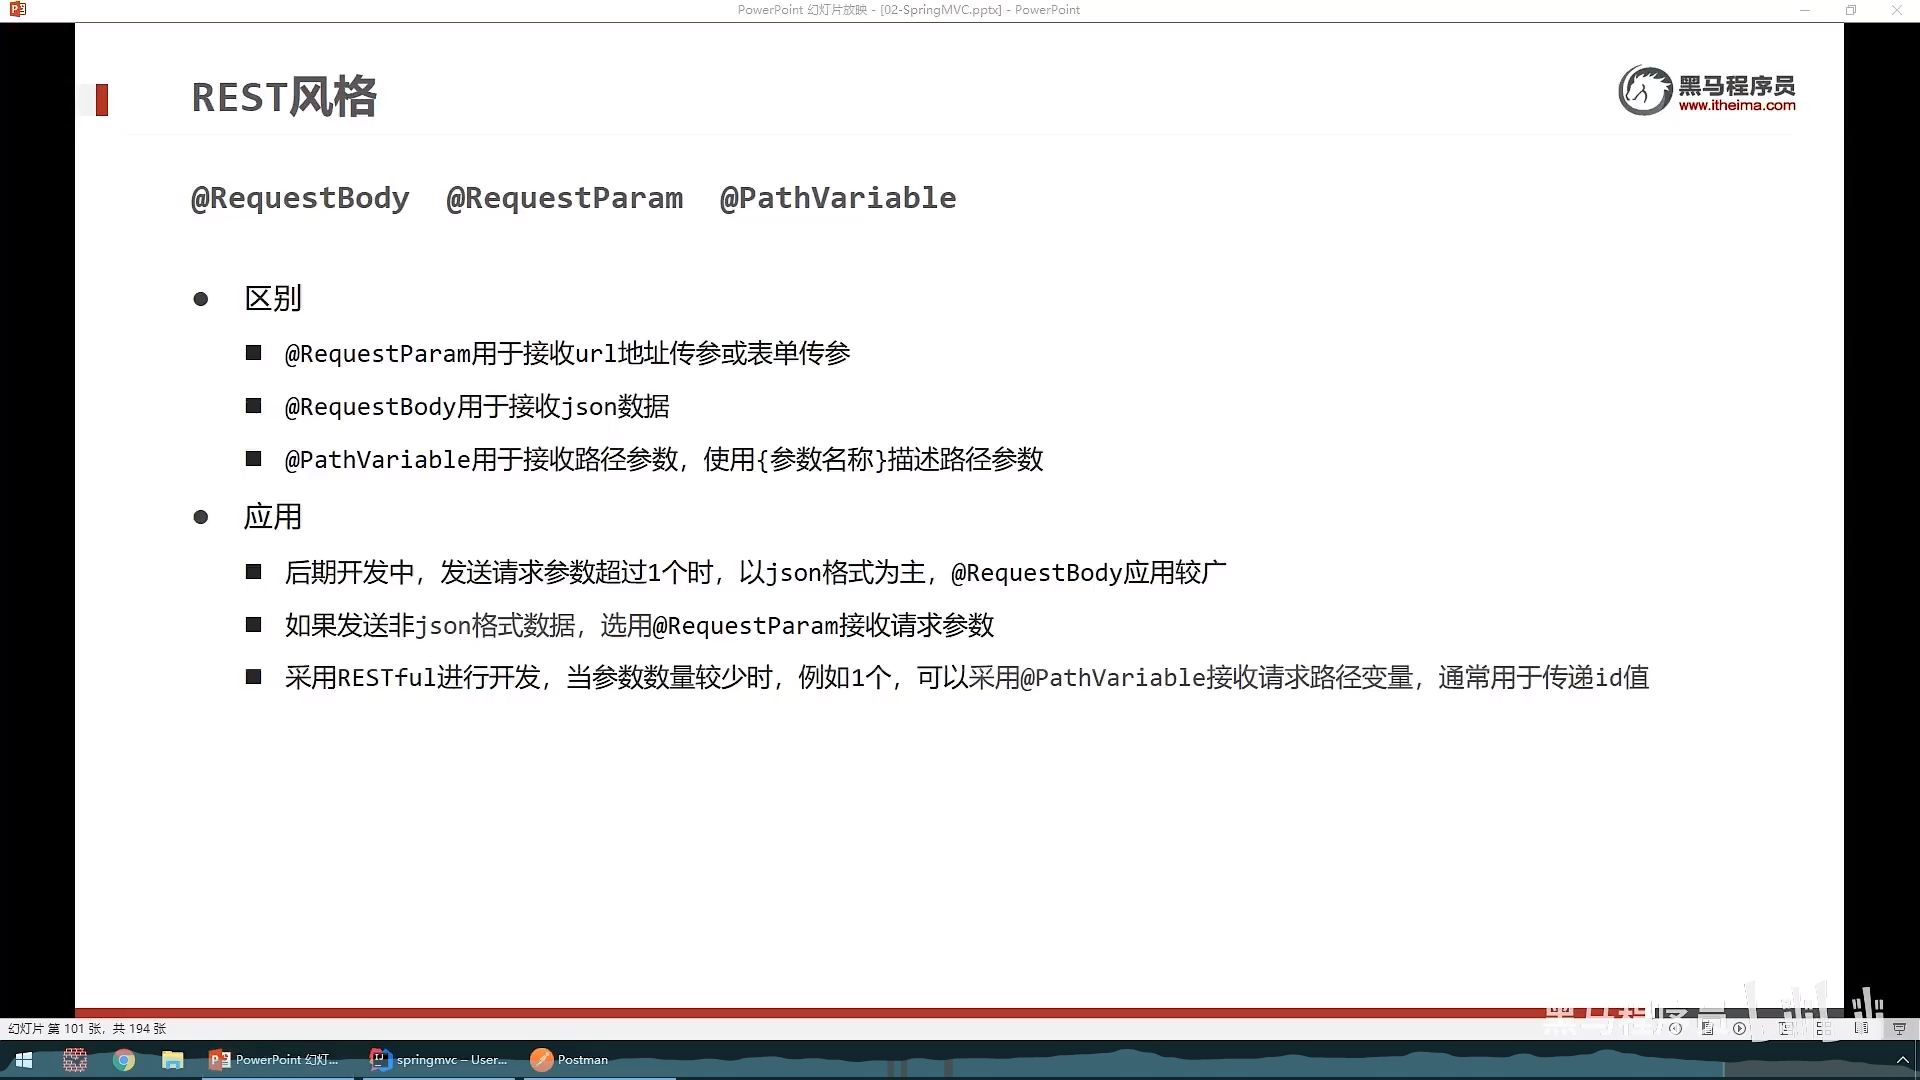 PowerPoint 幻灯片放映 - [02-SpringMVC.pptx] - PowerPoint
REST风格
黑马程序员
www.itheima.com
@RequestBody @RequestParam @PathVariable
区别
@RequestParam用于接收url地址传参或表单传参
@RequestBody用于接收json数据
@PathVariable用于接收路径参数，使用{参数名称}描述路径参数
应用
后期开发中，发送请求参数超过1个时，以json格式为主，@RequestBody应用较广
如果发送非json格式数据，选用@RequestParam接收请求参数
采用RESTful进行开发，当参数数量较少时，例如1个，可以采用@PathVariable接收请求路径变量，通常用于传递id值
黑马程序员
幻灯片 第 101 张，共 194 张
PowerPoint 幻灯...
springmvc – User...
Postman